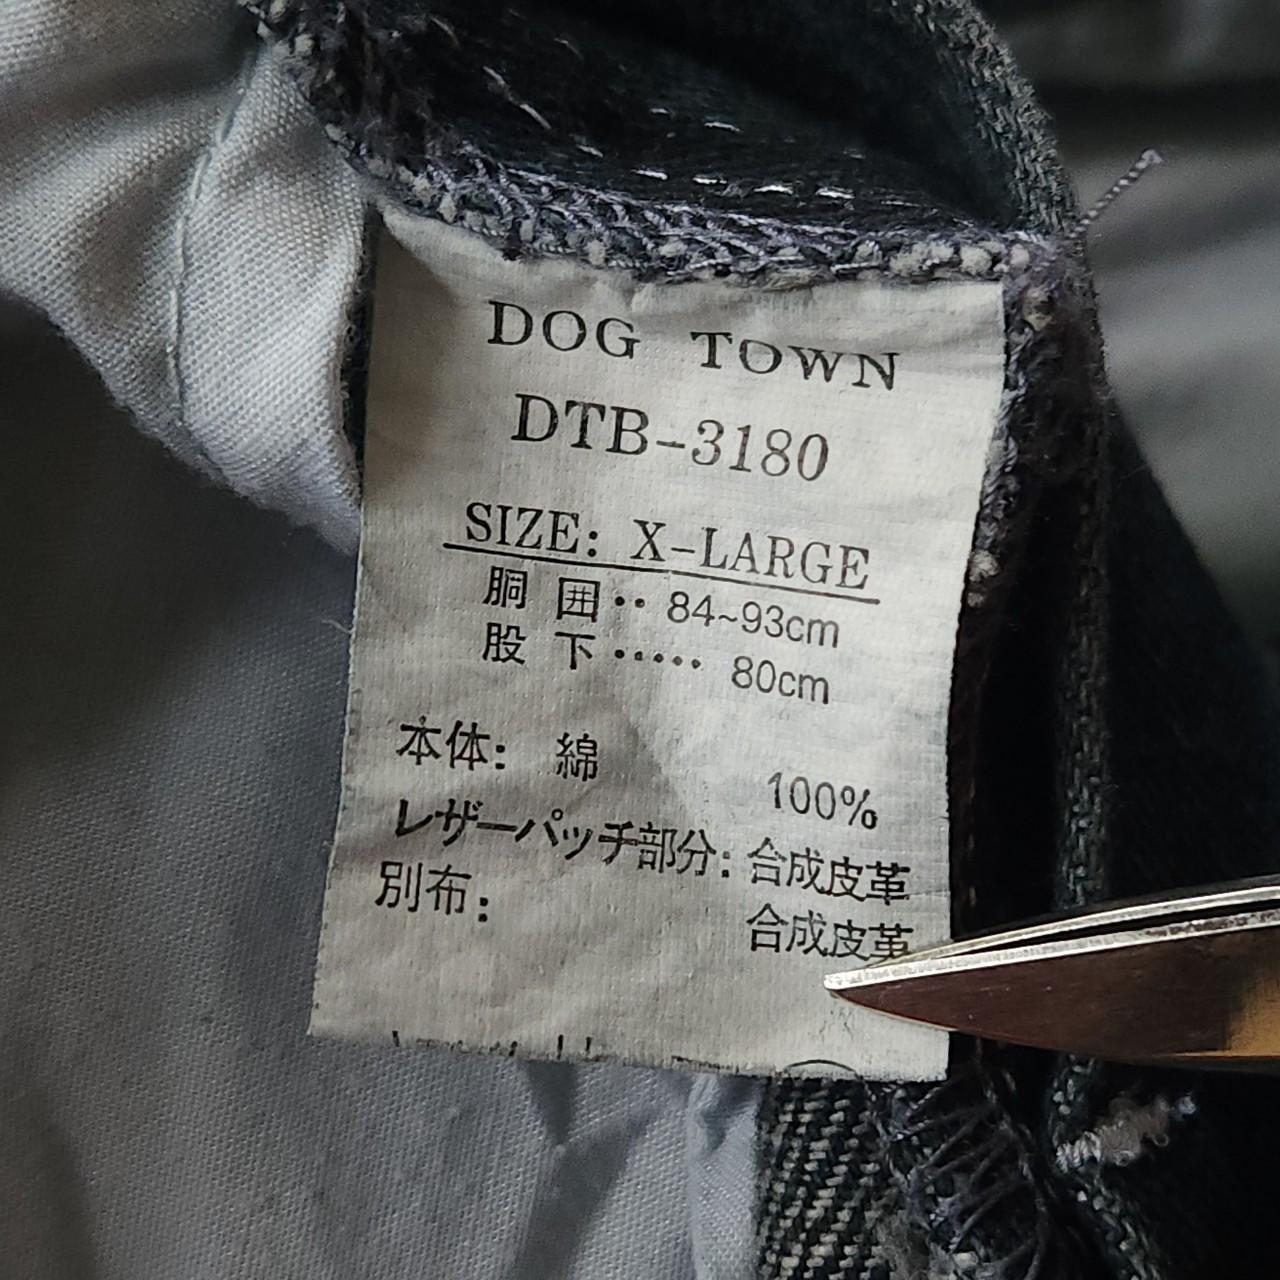 DOG TOWN
DTB-3180
SIZE: X-LARGE
胴 囲‥ 84~93cm
股 下‥‥· 80cm
本体: 綿 100%
レザーパッチ部分: 合成皮革
別布: 合成皮革